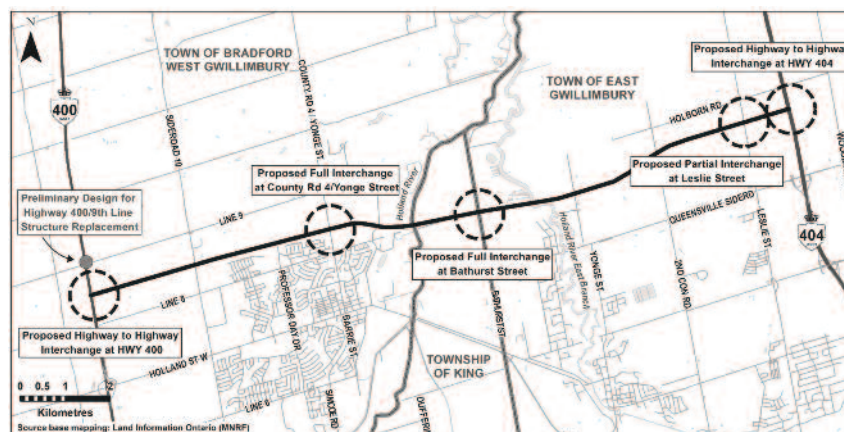 N
TOWN OF BRADFORD
WEST GWILLIMBURY
COUNTY RD 4 / YONGE ST.
TOWN OF EAST
GWILLIMBURY
Proposed Highway to Highway
Interchange at HWY 404
400
SIDEROAD 10
HOLBORN RD
Proposed Full Interchange
at County Rd 4/Yonge Street
Holland River
Proposed Partial Interchange
at Leslie Street
Preliminary Design for
Highway 400/9th Line
Structure Replacement
LINE 9
QUEENSVILLE SIDERD
LESLIE ST
404
Proposed Full Interchange
at Bathurst Street
Holland River East Branch
YONGE ST.
2ND CON RD
LINE 8
PROFESSOR DAY DR
BARRIE ST.
BATHURST ST
Proposed Highway to Highway
Interchange at HWY 400
HOLLAND ST W
TOWNSHIP
OF KING
0 0.5 1 2
Kilometres
LINE 6
SIMCOE RD
Source base mapping: Land Information Ontario (MNRF)